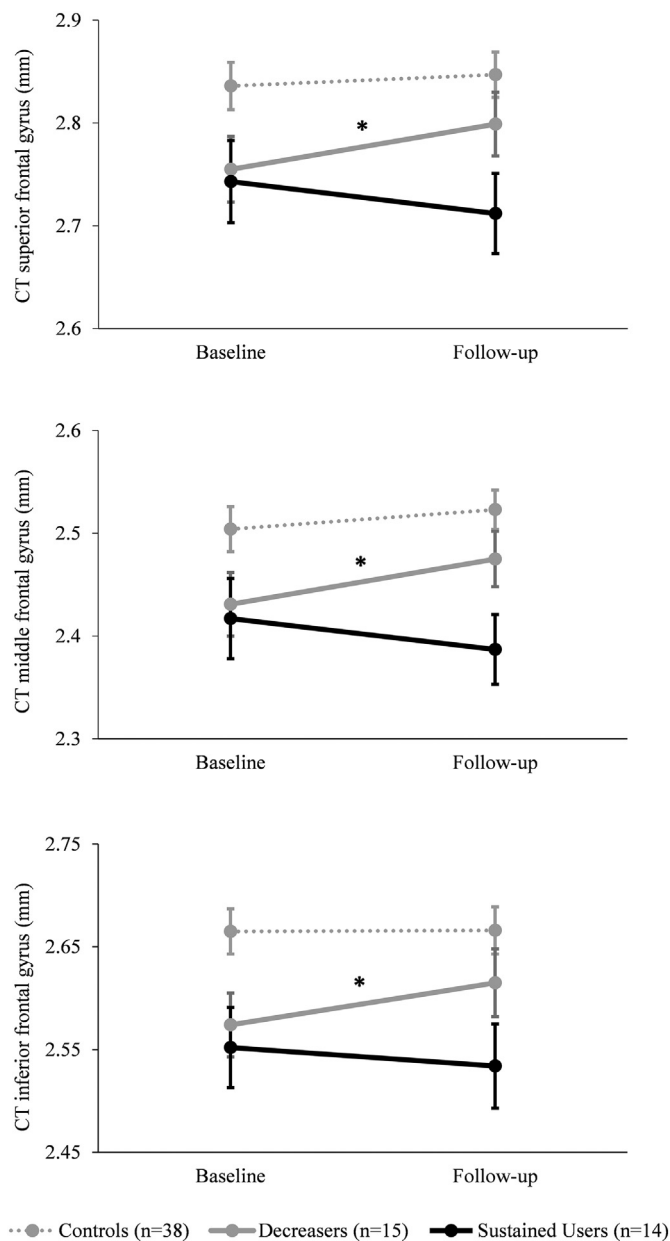 CT superior frontal gyrus (mm)
2.9
2.8
2.7
2.6
*
Baseline Follow-up
CT middle frontal gyrus (mm)
2.6
2.5
2.4
2.3
*
Baseline Follow-up
CT inferior frontal gyrus (mm)
2.75
2.65
2.55
2.45
*
Baseline Follow-up
Controls (n=38) Decreasers (n=15) Sustained Users (n=14)